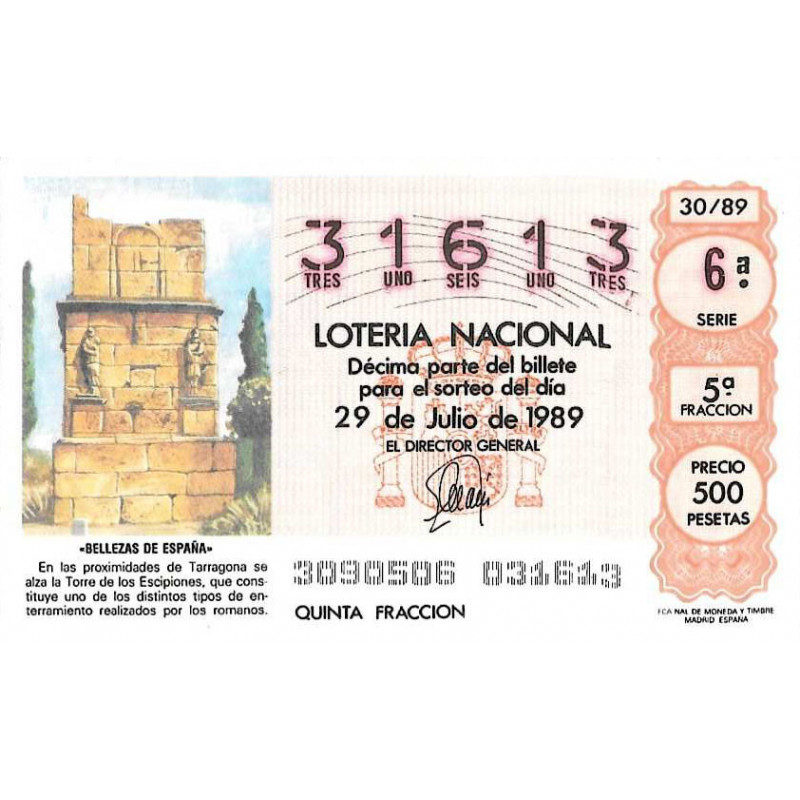 3 1 6 1 3
TRES UNO SEIS UNO TRES
LOTERIA NACIONAL
Décima parte del billete
para el sorteo del día
29 de Julio de 1989
EL DIRECTOR GENERAL
30/89
6ª
SERIE
5ª
FRACCION
PRECIO
500
PESETAS
«BELLEZAS DE ESPAÑA»
En las proximidades de Tarragona se
alza la Torre de los Escipiones, que cons-
tituye uno de los distintos tipos de en-
terramiento realizados por los romanos.
3090506 031613
QUINTA FRACCION
FCA NAL DE MONEDA Y TIMBRE
MADRID ESPAÑA